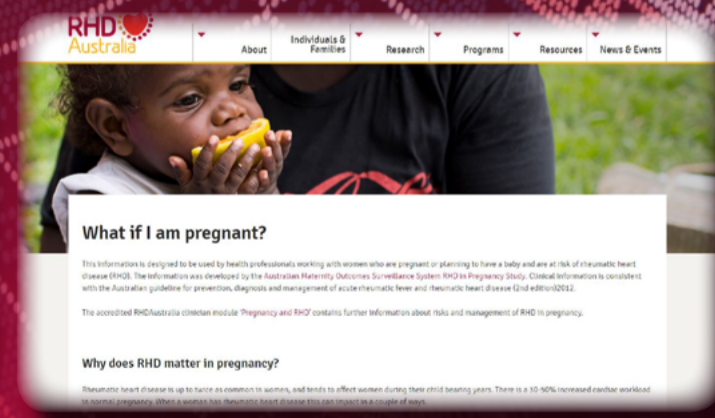 RHD
Australia
About
Individuals &
Families
Research
Programs
Resources
News & Events
What if I am pregnant?
This information is designed to be used by health professionals working with women who are pregnant or planning to have a baby and are at risk of rheumatic heart
disease (RHD). The information was developed by the Australian Maternity Outcomes Surveillance System RHD in Pregnancy Study. Clinical information is consistent
with the Australian guideline for prevention, diagnosis and management of acute rheumatic fever and rheumatic heart disease (2nd edition)2012.
The accredited RHDAustralia clinician module 'Pregnancy and RHD' contains further information about risks and management of RHD in pregnancy.
Why does RHD matter in pregnancy?
Rheumatic heart disease is up to twice as common in women, and tends to affect women during their child bearing years. There is a 30-50% increased cardiac workload
in normal pregnancy. When a woman has rheumatic heart disease this can impact in a couple of ways.